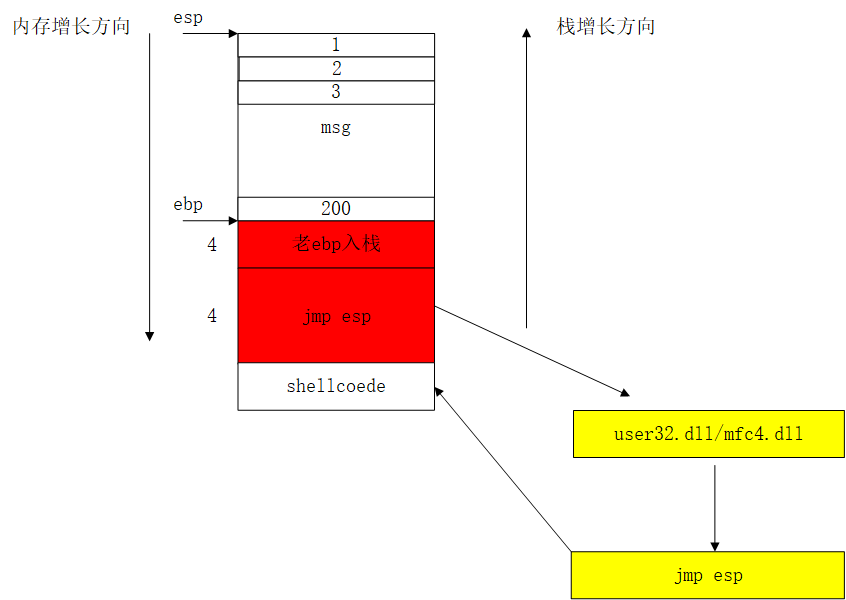 内存增长方向
esp
栈增长方向
1
2
3
msg
ebp
200
4
老ebp入栈
4
jmp esp
shellcoede
user32.dll/mfc4.dll
jmp esp